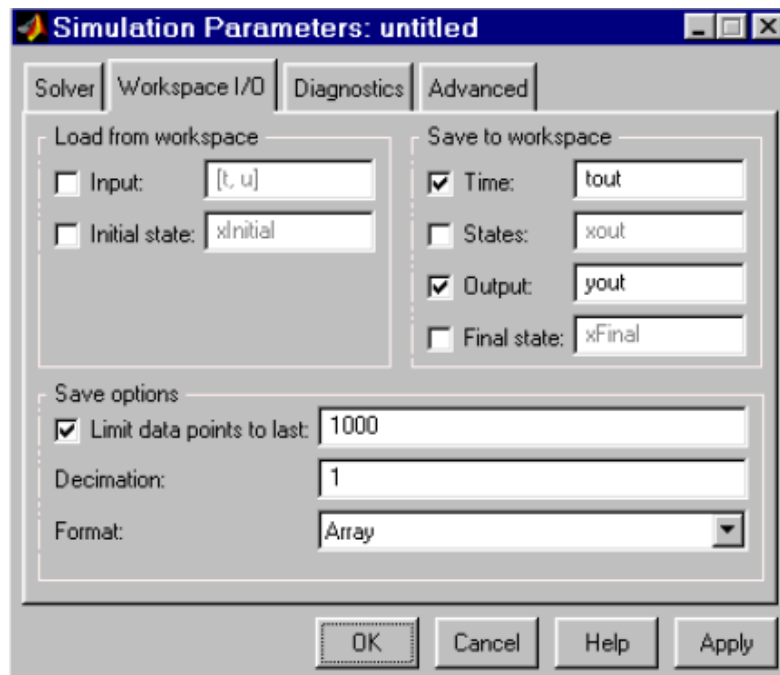 Simulation Parameters: untitled
Solver Workspace I/O Diagnostics Advanced
Load from workspace
Input: [t, u]
Initial state: xInitial
Save to workspace
Time: tout
States: xout
Output: yout
Final state: xFinal
Save options
Limit data points to last: 1000
Decimation: 1
Format: Array
OK Cancel Help Apply